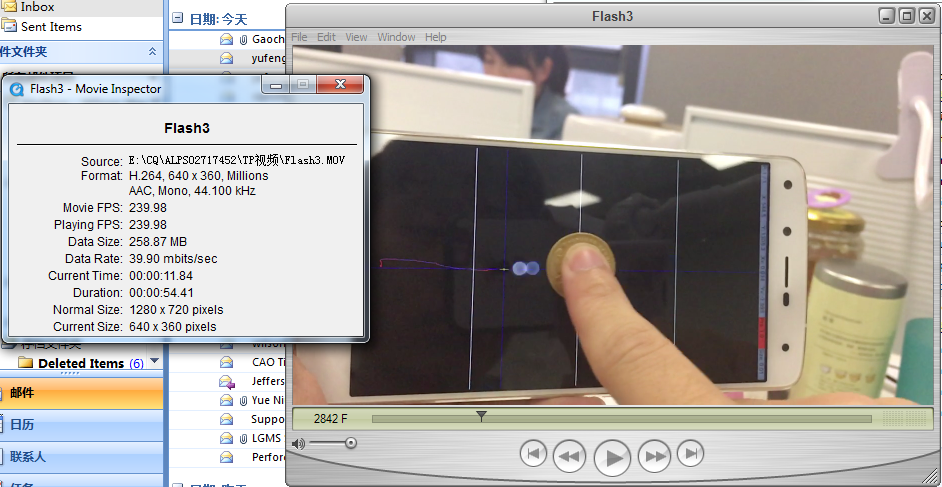 Inbox
Sent Items
件文件夹
日期: 今天
Gaoch
yufeng
Flash3 - Movie Inspector
Flash3
Source: E:\CQ\ALPS02717452\TP视频\Flash3.MOV
Format: H.264, 640 x 360, Millions
AAC, Mono, 44.100 kHz
Movie FPS: 239.98
Playing FPS: 239.98
Data Size: 258.87 MB
Data Rate: 39.90 mbits/sec
Current Time: 00:00:11.84
Duration: 00:00:54.41
Normal Size: 1280 x 720 pixels
Current Size: 640 x 360 pixels
Deleted Items (6)
邮件
日历
联系人
任务
CAO Ti
Jeffers
Yue Ni
Suppo
LGMS
Perfor
Flash3
File Edit View Window Help
2842 F